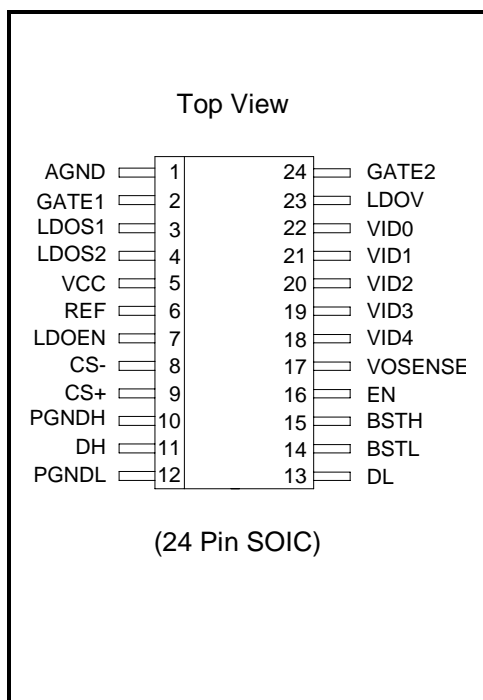 Top View
AGND 1 24 GATE2
GATE1 2 23 LDOV
LDOS1 3 22 VID0
LDOS2 4 21 VID1
VCC 5 20 VID2
REF 6 19 VID3
LDOEN 7 18 VID4
CS- 8 17 VOSENSE
CS+ 9 16 EN
PGNDH 10 15 BSTH
DH 11 14 BSTL
PGNDL 12 13 DL
(24 Pin SOIC)